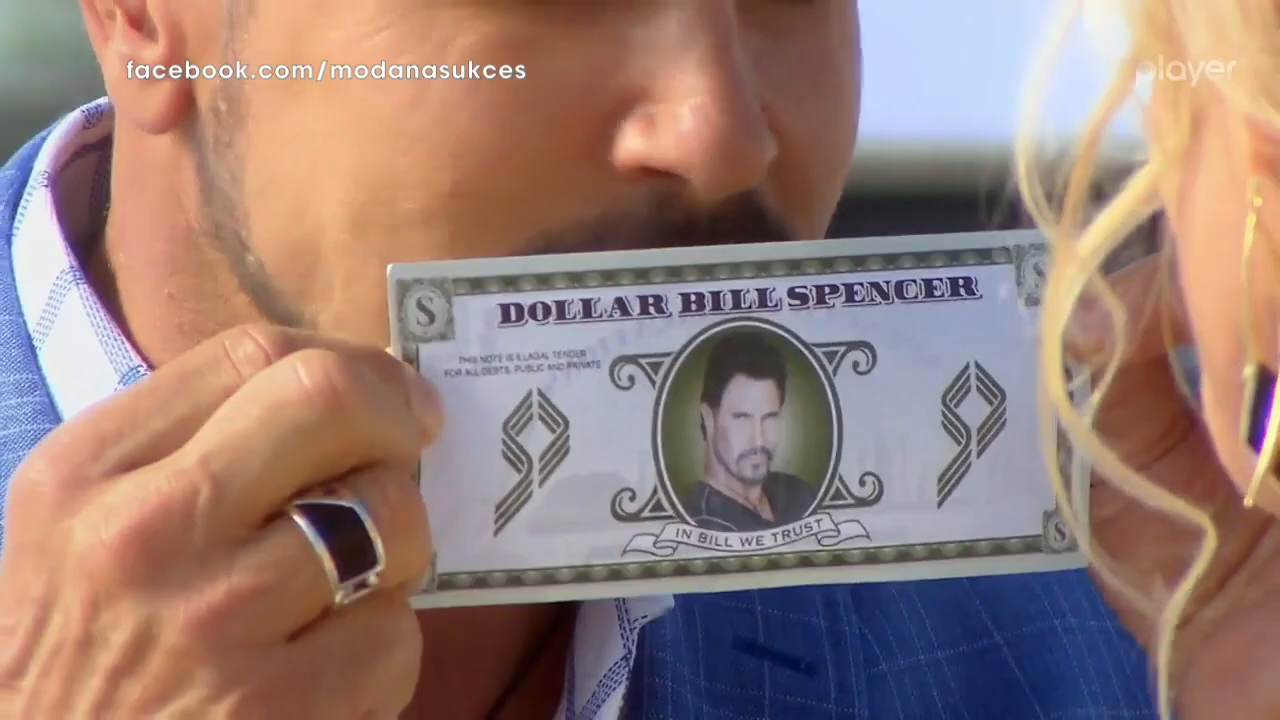 facebook.com/modanasukces
player
DOLLAR BILL SPENCER
THIS NOTE IS ILLAGAL TENDER
FOR ALL DEBTS, PUBLIC AND PRIVATE
IN BILL WE TRUST